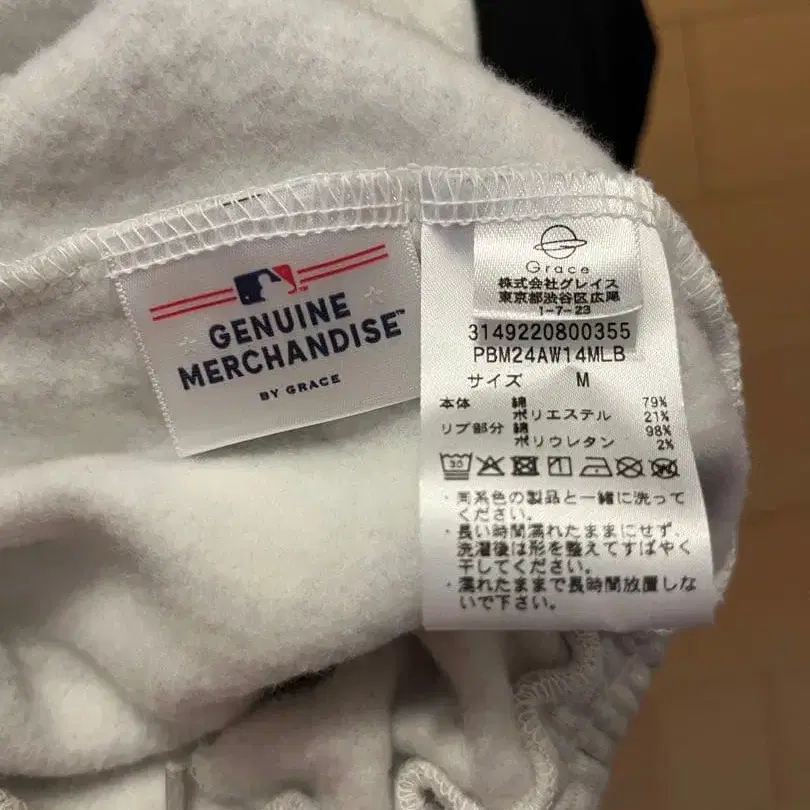 GENUINE
MERCHANDISE™
BY GRACE
Grace
株式会社グレイス
東京都渋谷区広尾
1-7-23
3149220800355
PBM24AW14MLB
サイズ M
本体 綿 79%
ポリエステル 21%
リブ部分 綿 98%
ポリウレタン 2%
30
・同系色の製品と一緒に洗って
ください。
・長い時間濡れたままにせず、
洗濯後は形を整えてすばやく
干してください。
・濡れたままで長時間放置しな
いで下さい。